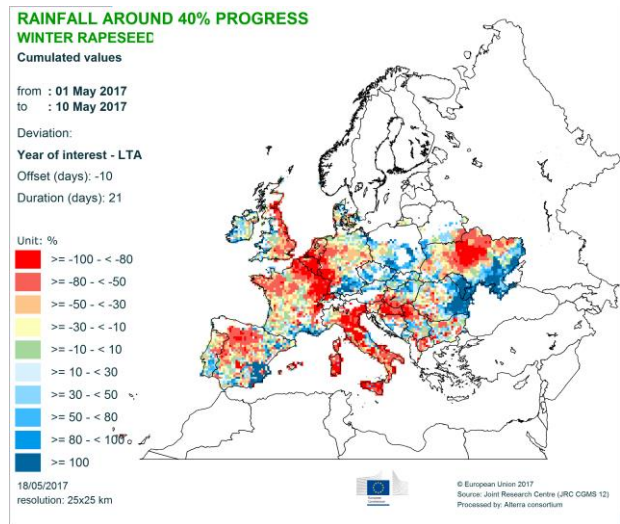 RAINFALL AROUND 40% PROGRESS
WINTER RAPESEED
Cumulated values
from : 01 May 2017
to : 10 May 2017
Deviation:
Year of interest - LTA
Offset (days): -10
Duration (days): 21
Unit: %
>= -100 - < -80
>= -80 - < -50
>= -50 - < -30
>= -30 - < -10
>= -10 - < 10
>= 10 - < 30
>= 30 - < 50
>= 50 - < 80
>= 80 - < 100
>= 100
18/05/2017
resolution: 25x25 km
© European Union 2017
Source: Joint Research Centre (JRC CGMS 12)
Processed by: Alterra consortium